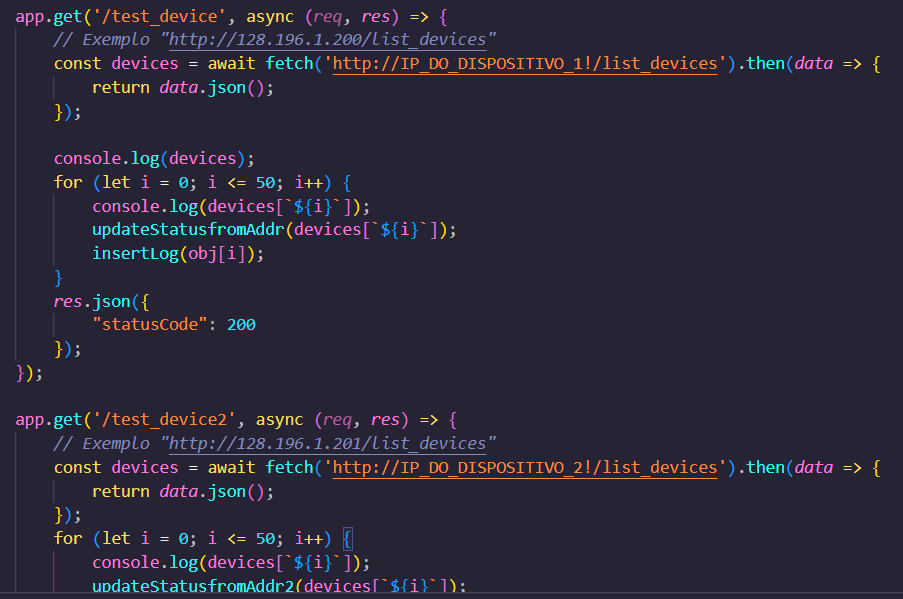 app.get('/test_device', async (req, res) => {
    // Exemplo "http://128.196.1.200/list_devices"
    const devices = await fetch('http://IP_DO_DISPOSITIVO_1!/list_devices').then(data => {
        return data.json();
    });

    console.log(devices);
    for (let i = 0; i <= 50; i++) {
        console.log(devices[`${i}`]);
        updateStatusfromAddr(devices[`${i}`]);
        insertLog(obj[i]);
    }
    res.json({
        "statusCode": 200
    });
});

app.get('/test_device2', async (req, res) => {
    // Exemplo "http://128.196.1.201/list_devices"
    const devices = await fetch('http://IP_DO_DISPOSITIVO_2!/list_devices').then(data => {
        return data.json();
    });
    for (let i = 0; i <= 50; i++) {
        console.log(devices[`${i}`]);
        updateStatusfromAddr2(devices[`${i}`]);